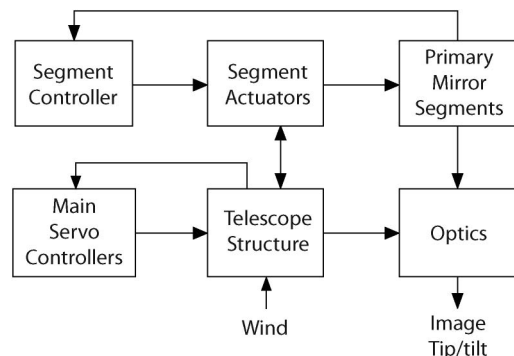 Segment
Controller
Segment
Actuators
Primary
Mirror
Segments
Main
Servo
Controllers
Telescope
Structure
Optics
Wind
Image
Tip/tilt